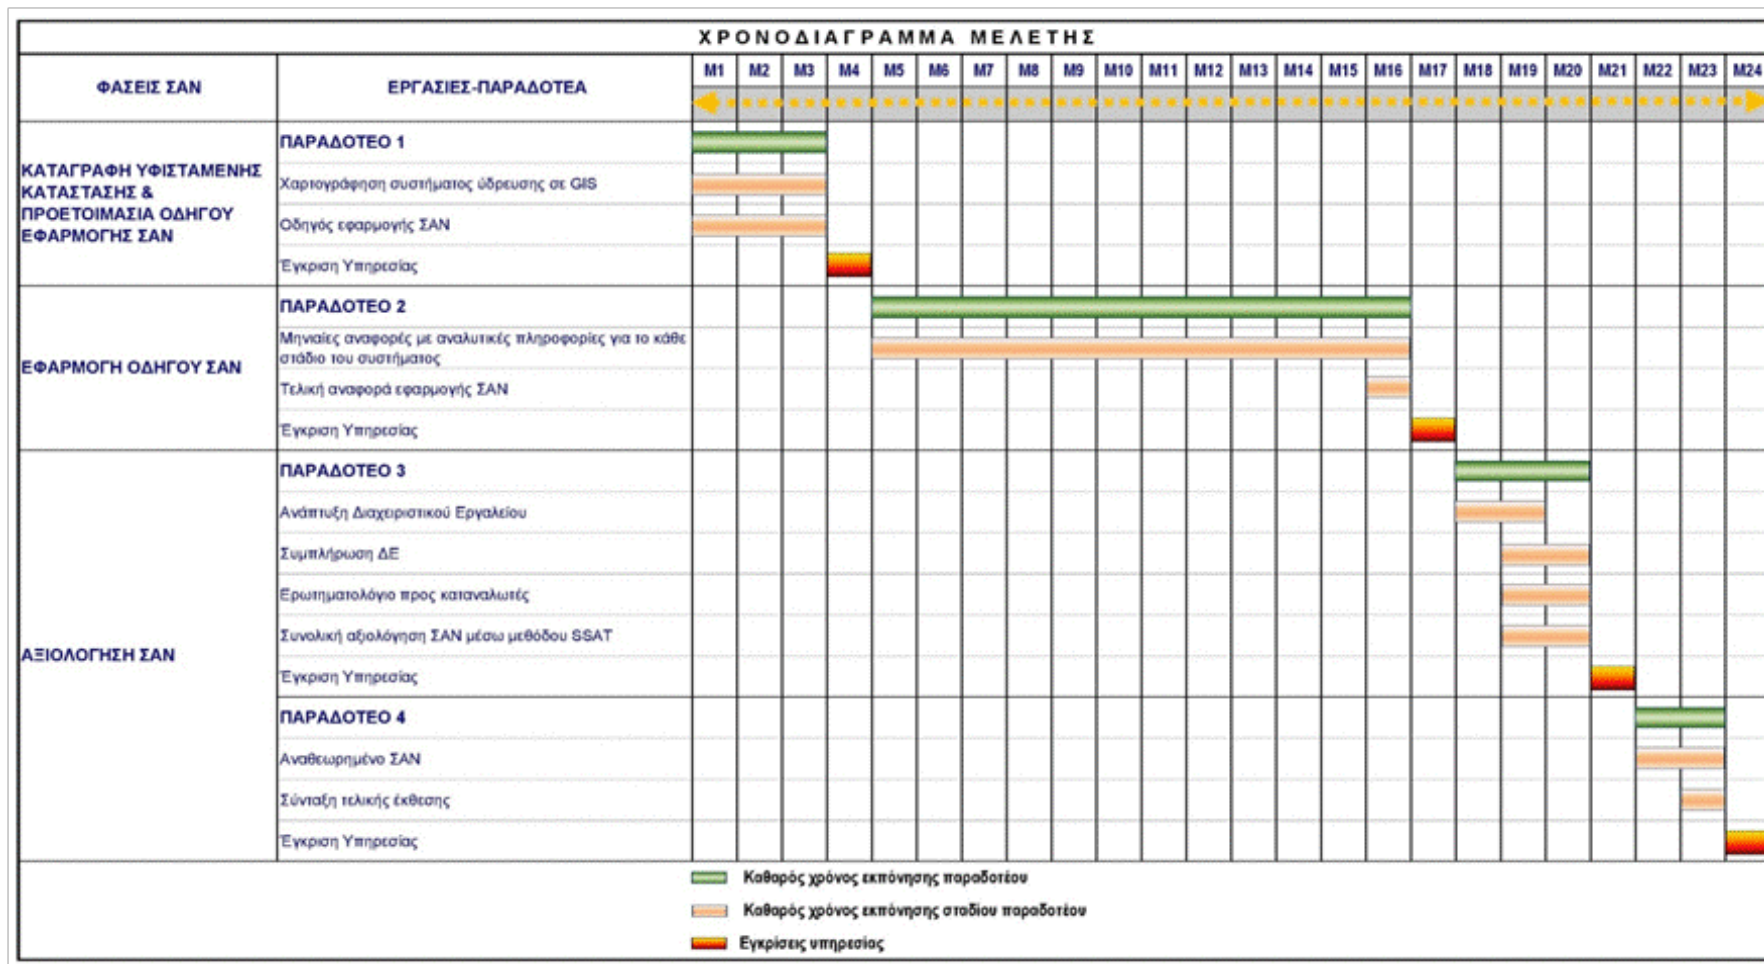 ΧΡΟΝΟΔΙΑΓΡΑΜΜΑ ΜΕΛΕΤΗΣ
ΦΑΣΕΙΣ ΣΑΝ
ΕΡΓΑΣΙΕΣ-ΠΑΡΑΔΟΤΕΑ
M1 M2 M3 M4 M5 M6 M7 M8 M9 M10 M11 M12 M13 M14 M15 M16 M17 M18 M19 M20 M21 M22 M23 M24
ΚΑΤΑΓΡΑΦΗ ΥΦΙΣΤΑΜΕΝΗΣ
ΚΑΤΑΣΤΑΣΗΣ &
ΠΡΟΕΤΟΙΜΑΣΙΑ ΟΔΗΓΟΥ
ΕΦΑΡΜΟΓΗΣ ΣΑΝ
ΠΑΡΑΔΟΤΕΟ 1
Χαρτογράφηση συστήματος ύδρευσης σε GIS
Οδηγός εφαρμογής ΣΑΝ
Έγκριση Υπηρεσίας
ΕΦΑΡΜΟΓΗ ΟΔΗΓΟΥ ΣΑΝ
ΠΑΡΑΔΟΤΕΟ 2
Μηνιαίες αναφορές με αναλυτικές πληροφορίες για το κάθε
στάδιο του συστήματος
Τελική αναφορά εφαρμογής ΣΑΝ
Έγκριση Υπηρεσίας
ΑΞΙΟΛΟΓΗΣΗ ΣΑΝ
ΠΑΡΑΔΟΤΕΟ 3
Ανάπτυξη Διαχειριστικού Εργαλείου
Συμπλήρωση ΔΕ
Ερωτηματολόγιο προς καταναλωτές
Συνολική αξιολόγηση ΣΑΝ μέσω μεθόδου SSAT
Έγκριση Υπηρεσίας
ΠΑΡΑΔΟΤΕΟ 4
Αναθεωρημένο ΣΑΝ
Σύνταξη τελικής έκθεσης
Έγκριση Υπηρεσίας
Καθαρός χρόνος εκπόνησης παραδοτέου
Καθαρός χρόνος εκπόνησης σταδίου παραδοτέου
Εγκρίσεις υπηρεσίας